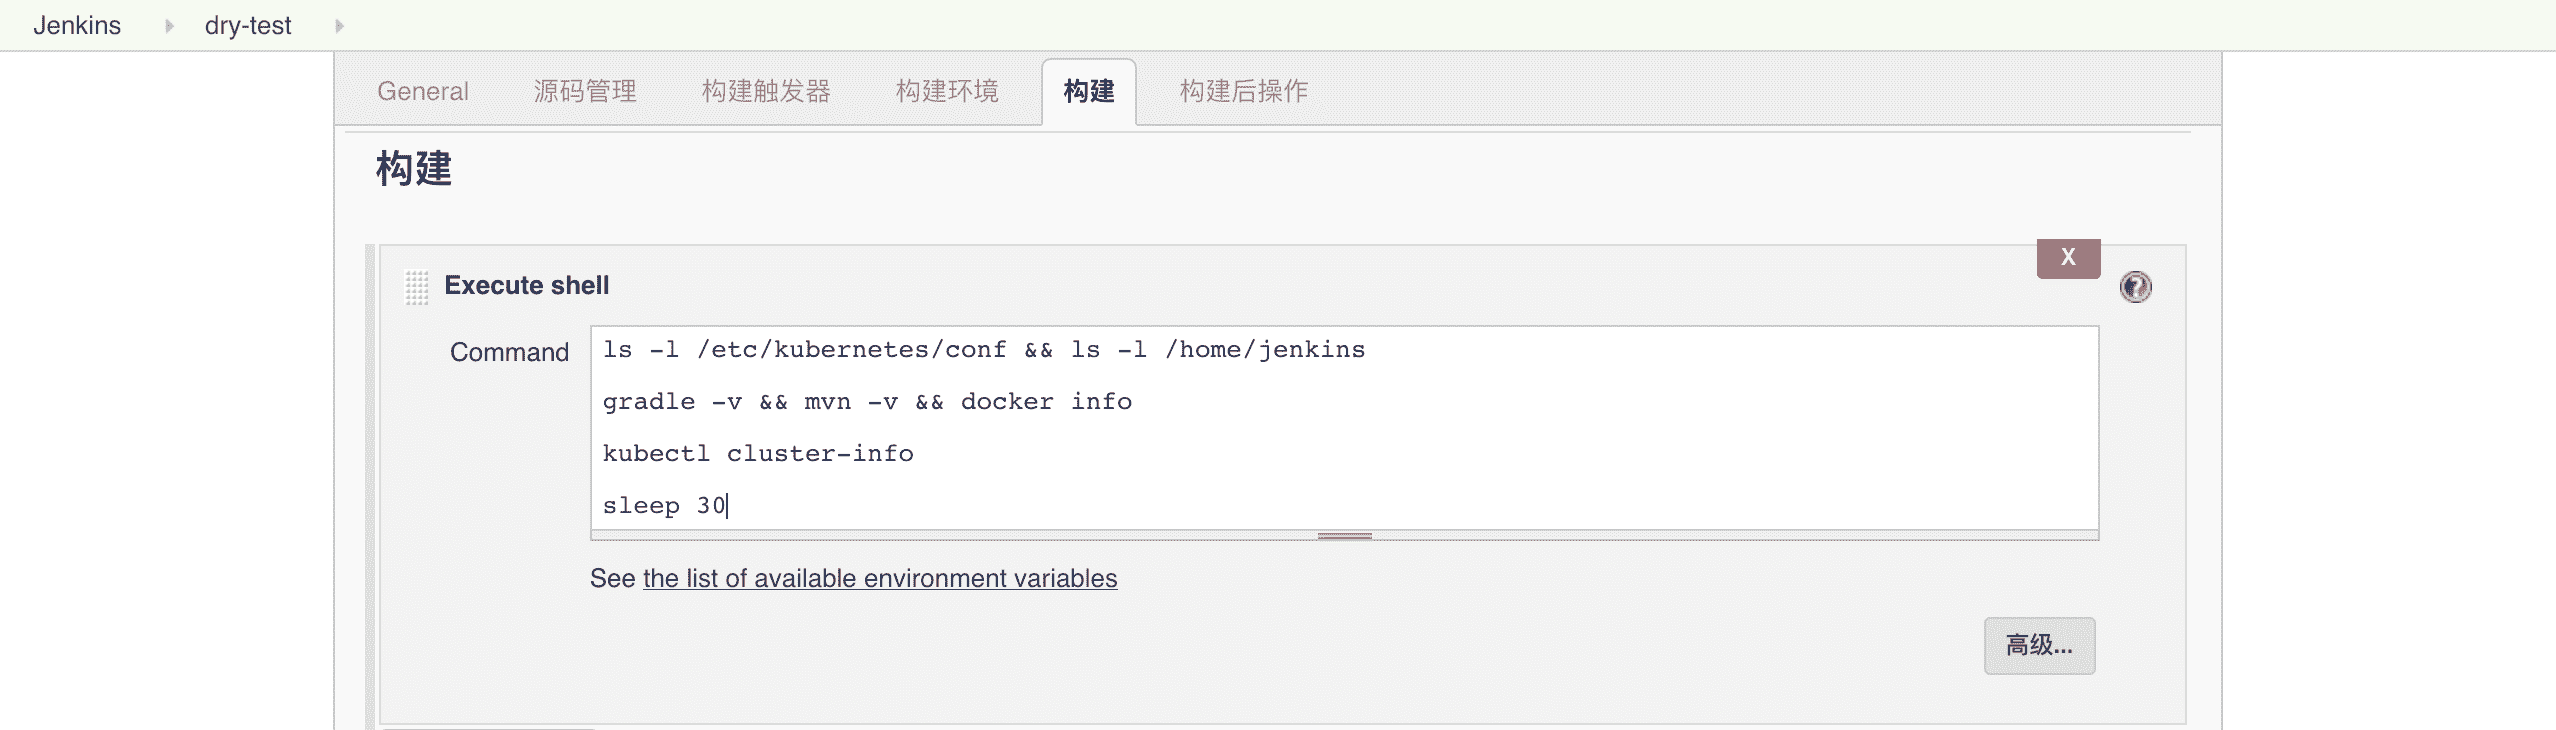 Jenkins dry-test
General 源码管理 构建触发器 构建环境 构建 构建后操作
构建
X
Execute shell
Command
ls -l /etc/kubernetes/conf && ls -l /home/jenkins
gradle -v && mvn -v && docker info
kubectl cluster-info
sleep 30
See the list of available environment variables
高级...